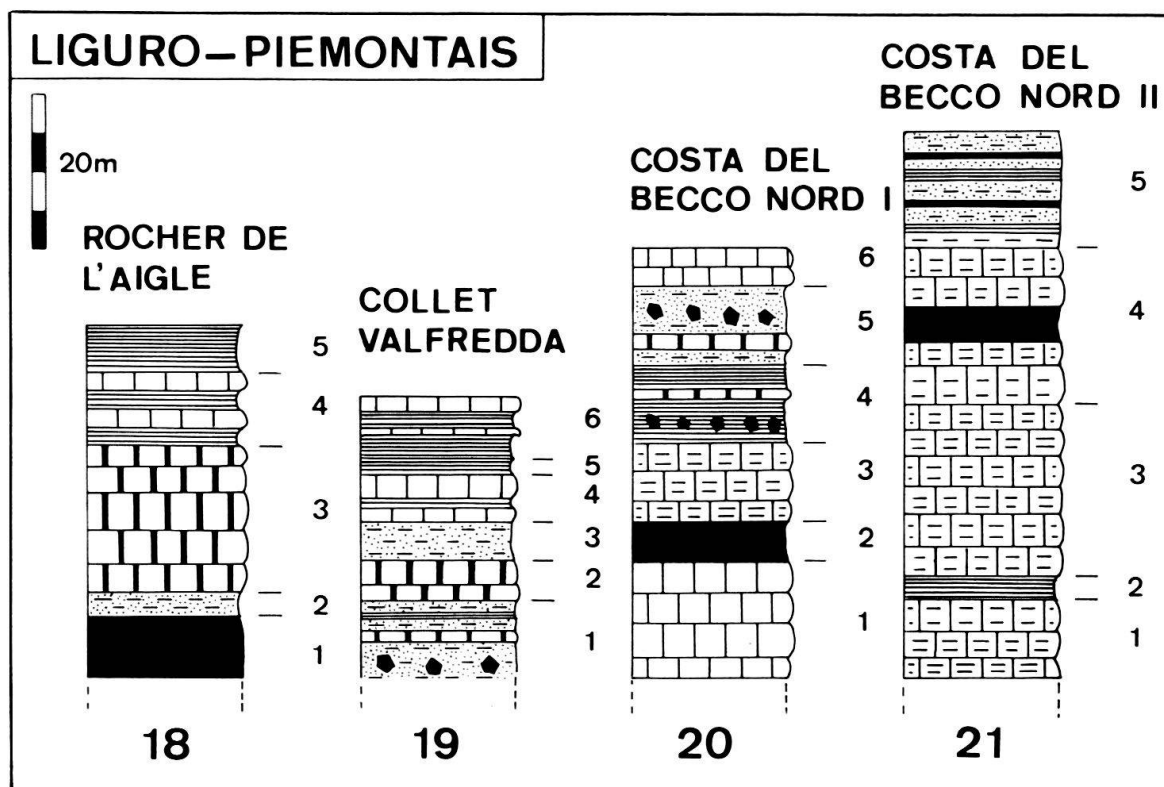 LIGURO–PIEMONTAIS
20m
ROCHER DE
L'AIGLE
5
4
3
2
1
18
COLLET
VALFREDDA
6
5
4
3
2
1
19
COSTA DEL
BECCO NORD I
6
5
4
3
2
1
20
COSTA DEL
BECCO NORD II
5
4
3
2
1
21